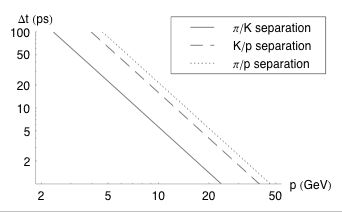 Δt (ps)
100
50
20
10
5
2
π/K separation
K/p separation
π/p separation
2
5
10
20
50
p (GeV)